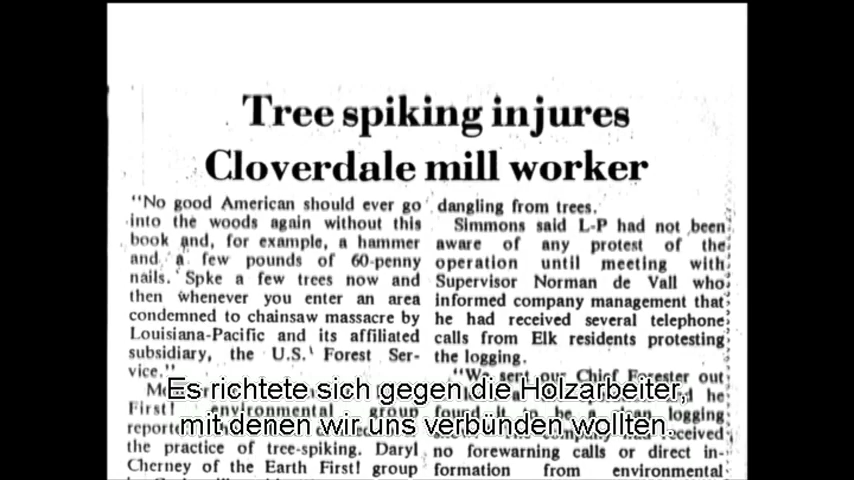 Tree spiking injures
Cloverdale mill worker
"No good American should ever go
into the woods again without this
book and, for example, a hammer
and a few pounds of 60-penny
nails. Spke a few trees now and
then whenever you enter an area
condemned to chainsaw massacre by
Louisiana-Pacific and its affiliated
subsidiary, the U.S. Forest Ser-
vice."
First! environmental group
the practice of tree-spiking. Daryl
Cherney of the Earth First! group
dangling from trees.
Simmons said L-P had not been
aware of any protest of the
operation until meeting with
Supervisor Norman de Vall who
informed company management that
he had received several telephone
calls from Elk residents protesting
the logging.
"We sent our Chief Forester out
he
found it to be a logging
The company had received
no forewarning calls or direct in-
formation from environmental
Es richtete sich gegen die Holzarbeiter,
mit denen wir uns verbünden wollten.